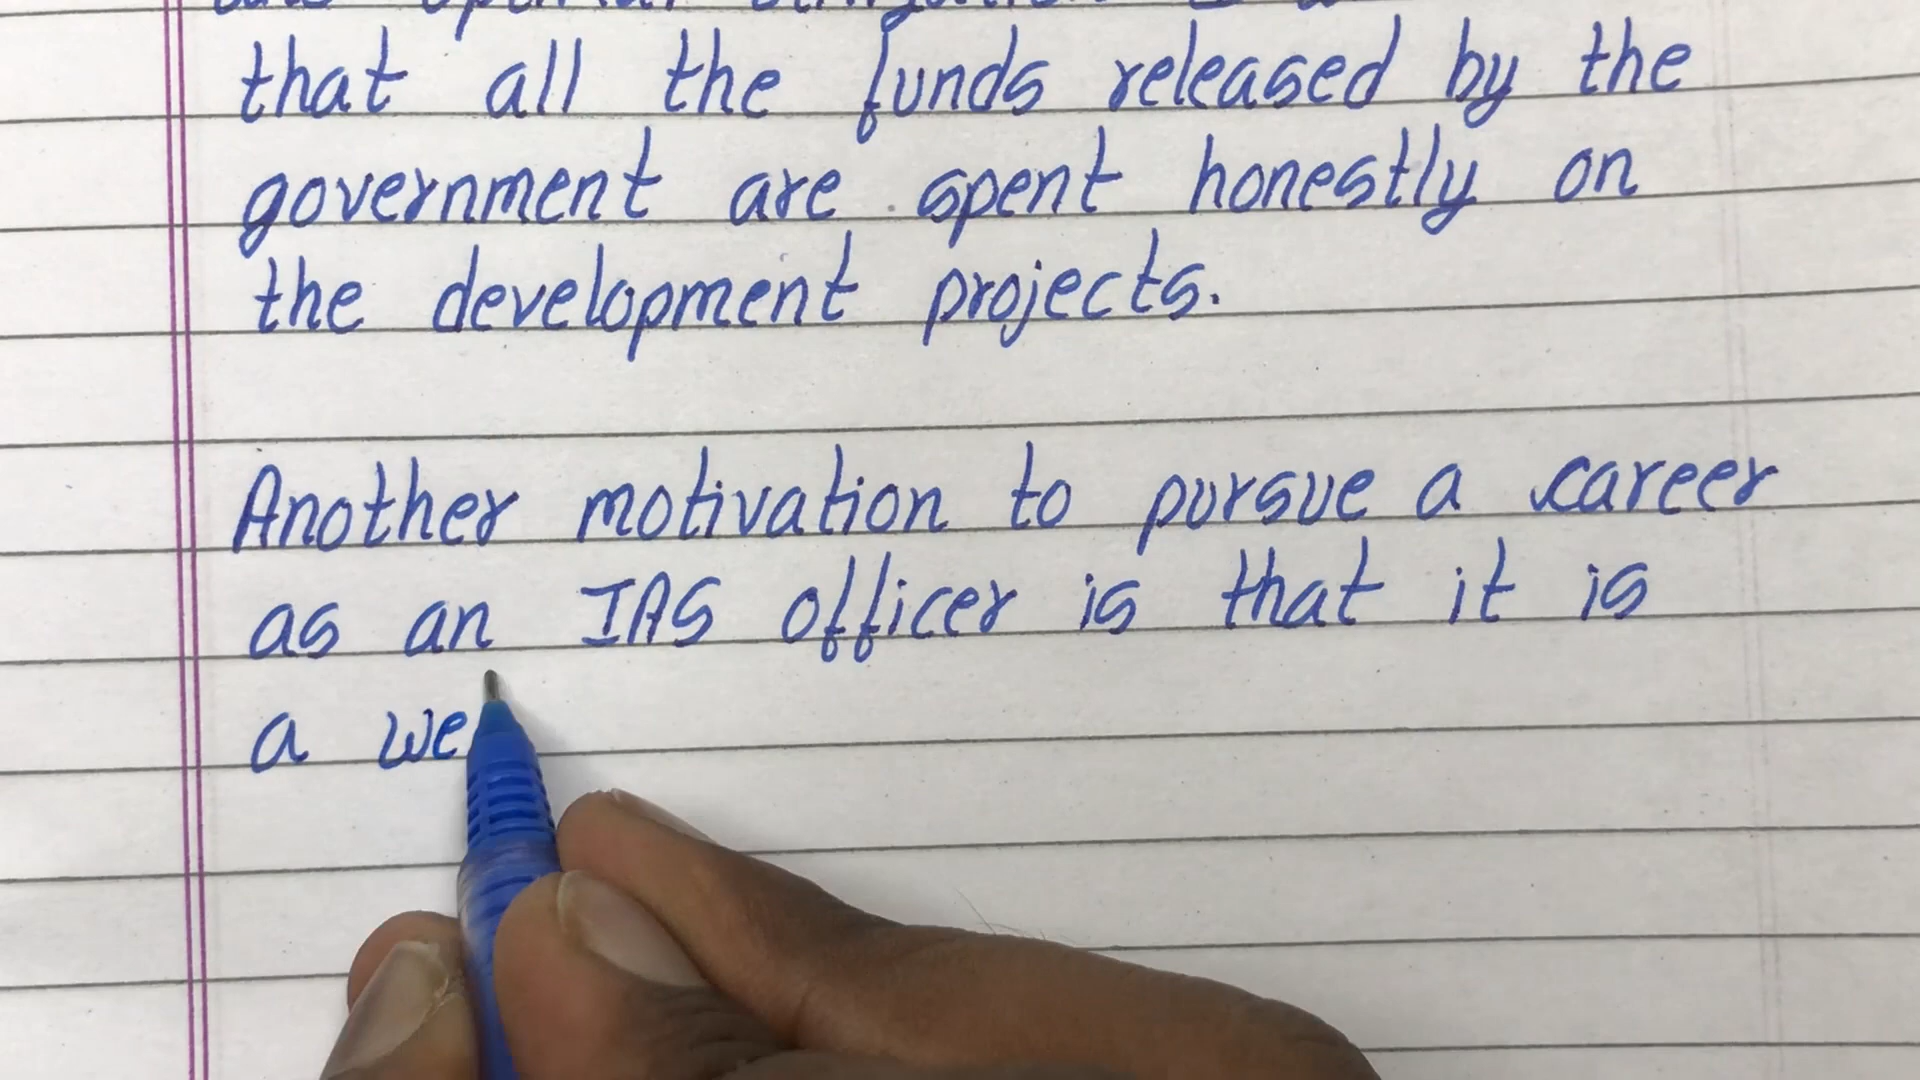 that all the funds released by the
government are spent honestly on
the development projects.
Another motivation to pursue a career
as an IAS officer is that it is
a we